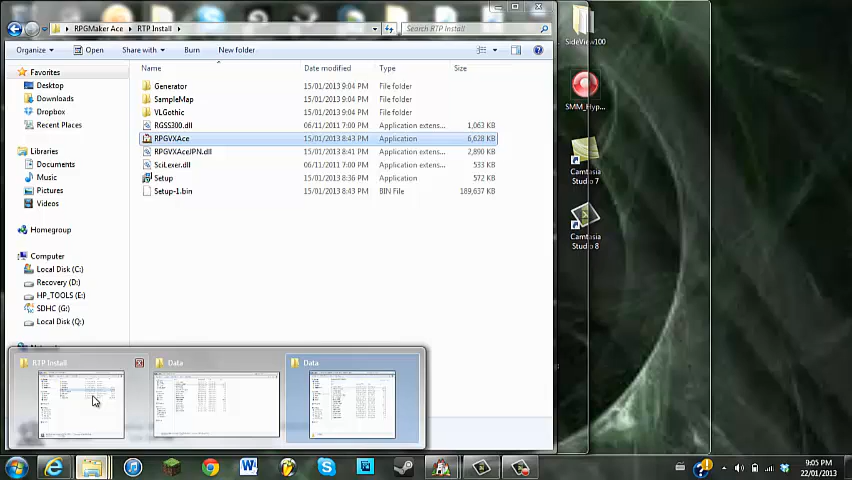 RPGMaker Ace ▸ RTP Install ▸
Search RTP Install
Organize Open Share with Burn New folder
Name Date modified Type Size
Favorites
Desktop
Downloads
Dropbox
Recent Places
Libraries
Documents
Music
Pictures
Videos
Homegroup
Computer
Local Disk (C:)
Recovery (D:)
HP_TOOLS (E:)
SDHC (G:)
Local Disk (Q:)
Generator 15/01/2013 9:04 PM File folder
SampleMap 15/01/2013 9:04 PM File folder
VLGothic 15/01/2013 9:04 PM File folder
RGSS300.dll 06/11/2011 7:00 PM Application extens... 1,063 KB
RPGVXAce 15/01/2013 8:43 PM Application 6,628 KB
RPGVXAceJPN.dll 15/01/2013 8:41 PM Application extens... 2,890 KB
SciLexer.dll 06/11/2011 7:00 PM Application extens... 533 KB
Setup 15/01/2013 8:36 PM Application 572 KB
Setup-1.bin 15/01/2013 8:43 PM BIN File 189,637 KB
SideView100
SMM_Hyp...
Camtasia
Studio 7
Camtasia
Studio 8
RTP Install
Data
Data
9:05 PM
22/01/2013